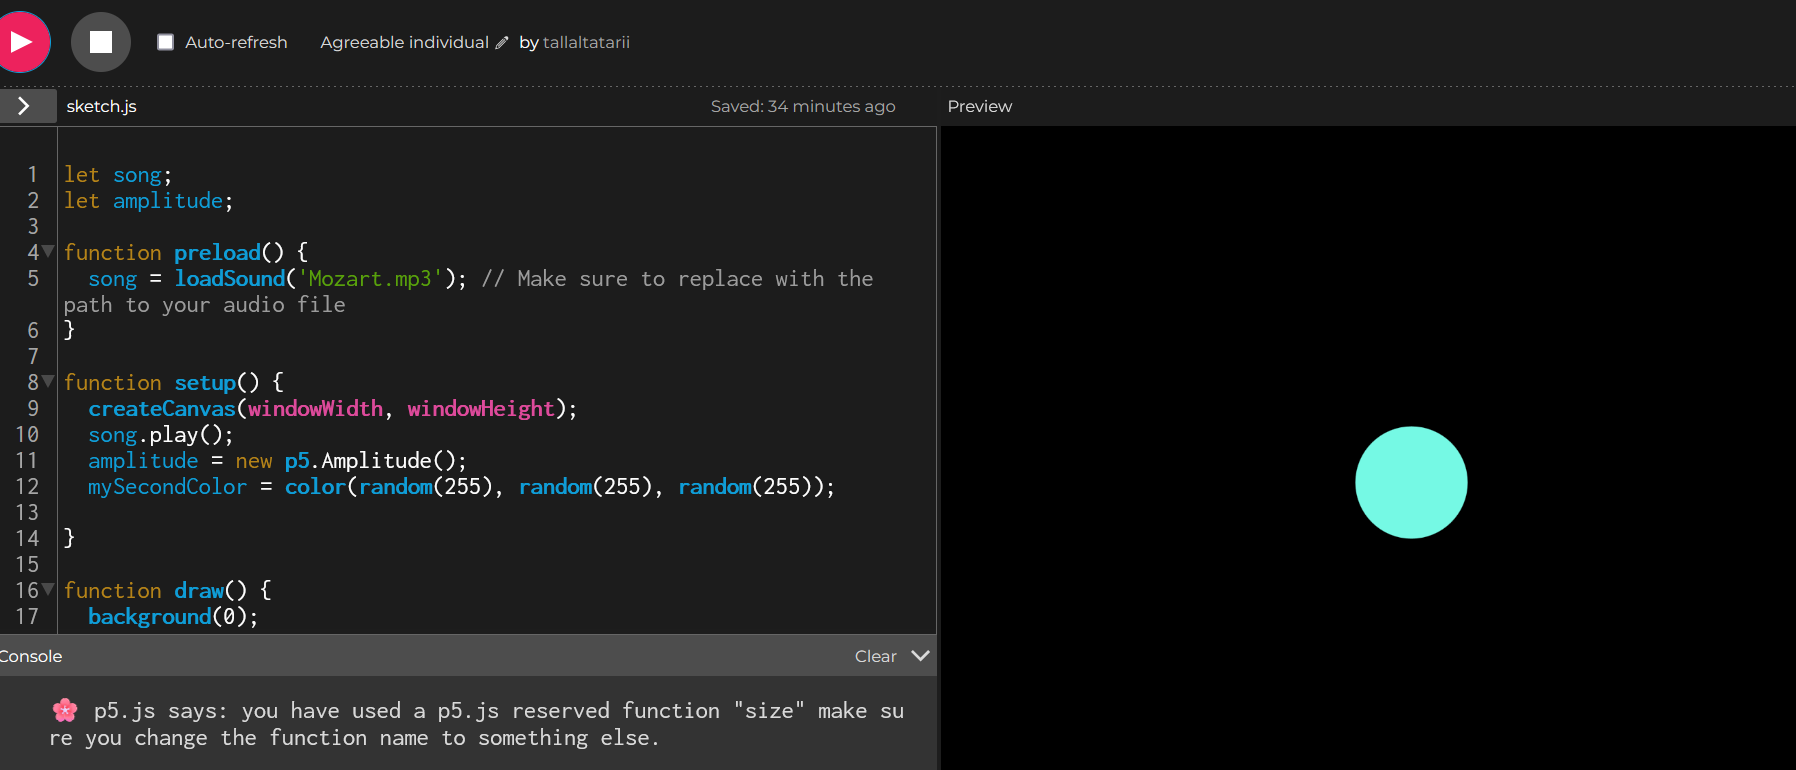 Auto-refresh Agreeable individual by tallaltatarii
sketch.js Saved: 34 minutes ago Preview
1 let song;
2 let amplitude;
3
4 function preload() {
5 song = loadSound('Mozart.mp3'); // Make sure to replace with the
path to your audio file
6 }
7
8 function setup() {
9 createCanvas(windowWidth, windowHeight);
10 song.play();
11 amplitude = new p5.Amplitude();
12 mySecondColor = color(random(255), random(255), random(255));
13
14 }
15
16 function draw() {
17 background(0);
Console Clear
🌸 p5.js says: you have used a p5.js reserved function "size" make su
re you change the function name to something else.